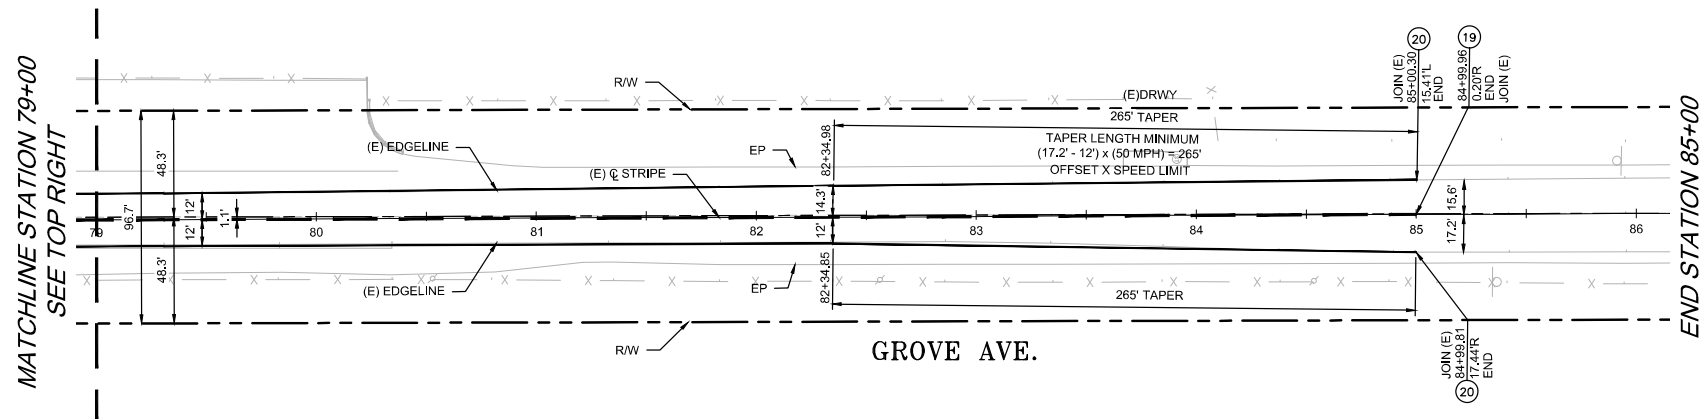 MATCHLINE STATION 79+00
SEE TOP RIGHT
R/W
(E)DRWY
265' TAPER
TAPER LENGTH MINIMUM
(17.2' - 12') x (50 MPH) = 265'
OFFSET X SPEED LIMIT
JOIN (E)
85+00.30
15.41'L
END
20
84+99.96
0.20'R
END
JOIN (E)
19
END STATION 85+00
(E) EDGELINE
EP
82+34.98
(E) ℄ STRIPE
48.3'
96.7'
12'
12'
1.1'
48.3'
14.3'
12'
15.6'
17.2'
79
80
81
82
83
84
85
86
(E) EDGELINE
EP
82+34.85
265' TAPER
R/W
GROVE AVE.
JOIN (E)
84+99.81
17.44'R
END
20
X X X X X X X X X X X X
X X X X X X X X X X X X X X X X X X X